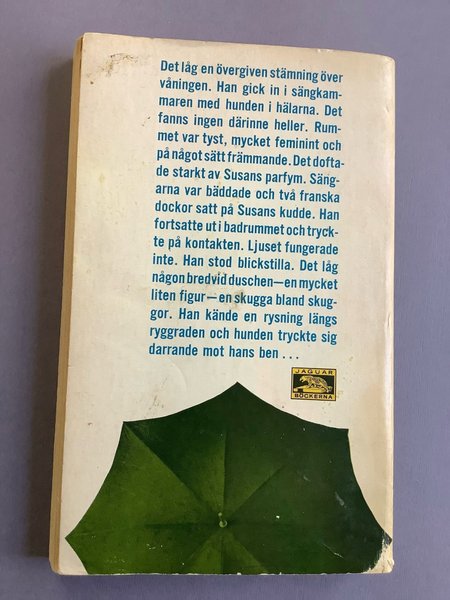 Det låg en övergiven stämning över
våningen. Han gick in i sängkam-
maren med hunden i hälarna. Det
fanns ingen därinne heller. Rum-
met var tyst, mycket feminint och
på något sätt främmande. Det dofta-
de starkt av Susans parfym. Säng-
arna var bäddade och två franska
dockor satt på Susans kudde. Han
fortsatte ut i badrummet och tryck-
te på kontakten. Ljuset fungerade
inte. Han stod blickstilla. Det låg
någon bredvid duschen—en mycket
liten figur—en skugga bland skug-
gor. Han kände en rysning längs
ryggraden och hunden tryckte sig
darrande mot hans ben ...
JAGUAR
BÖCKERNA